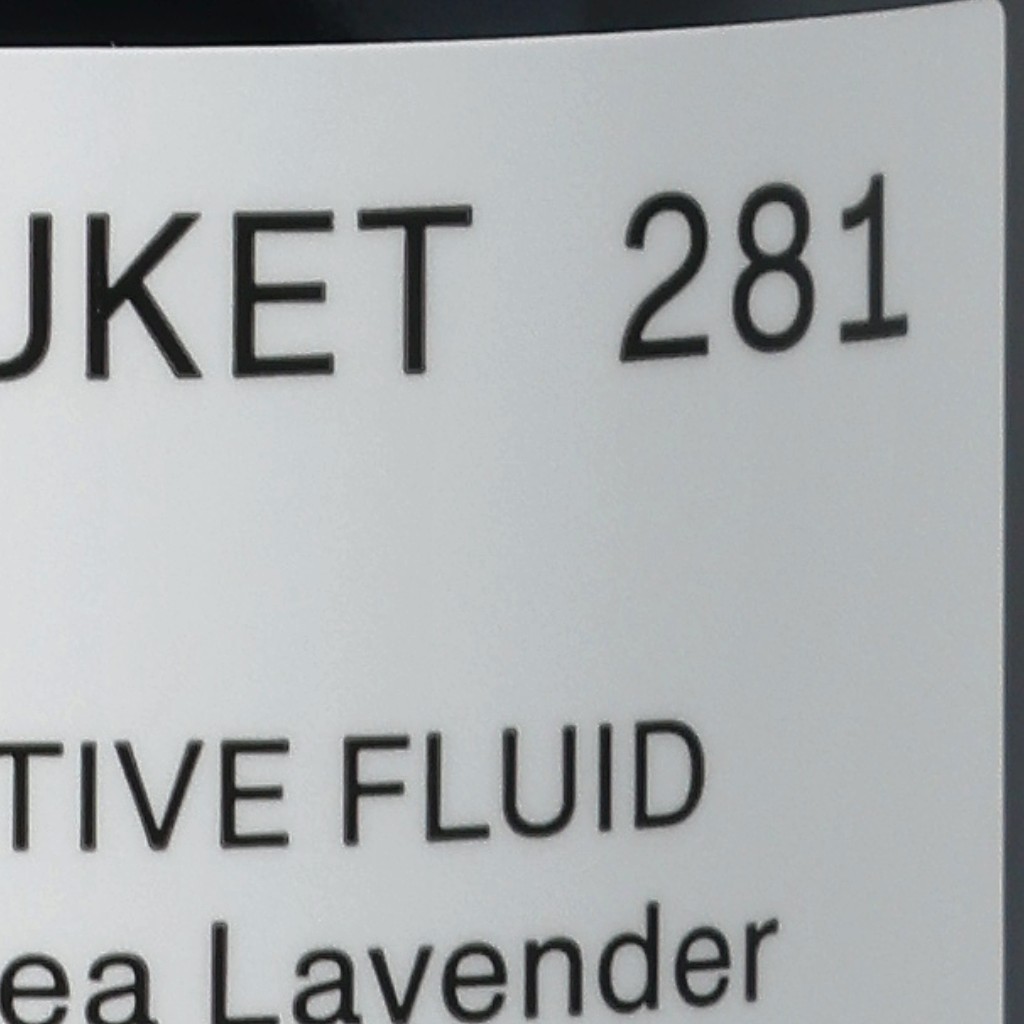 UKET 281
TIVE FLUID
ea Lavender